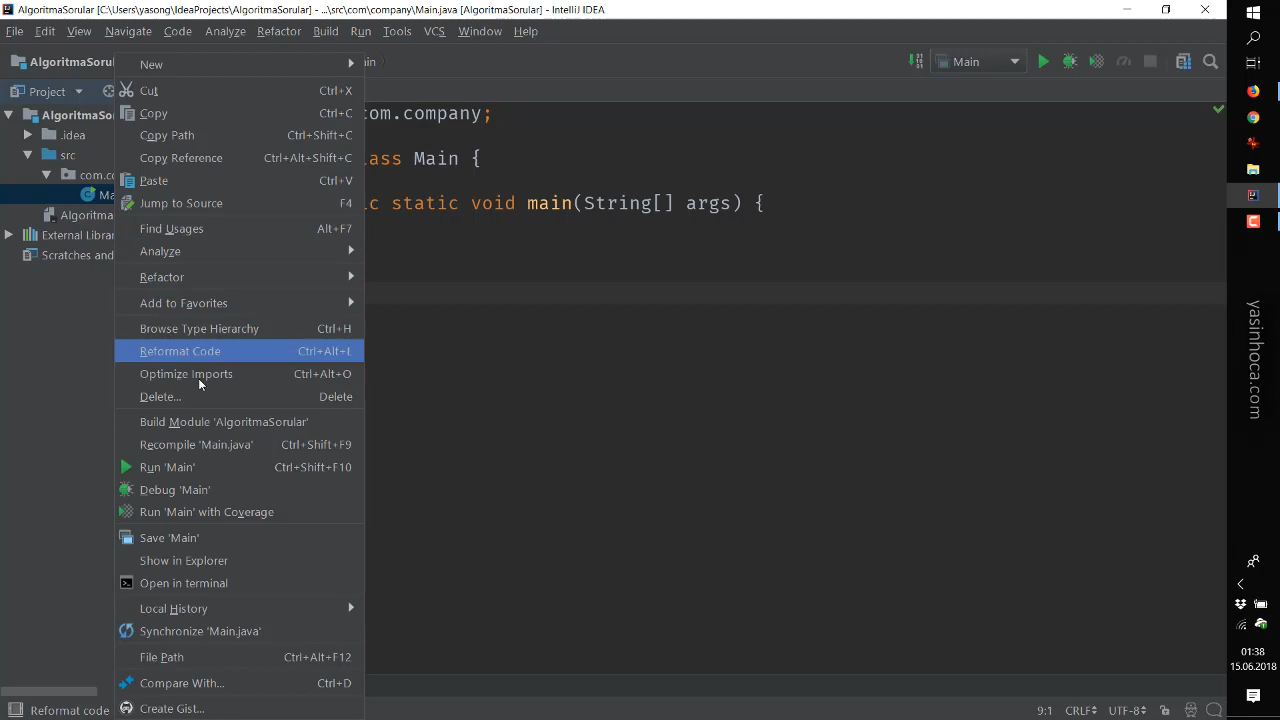 AlgoritmaSorular [C:\Users\yasong\IdeaProjects\AlgoritmaSorular] - ...\src\com\company\Main.java [AlgoritmaSorular] - IntelliJ IDEA
File Edit View Navigate Code Analyze Refactor Build Run Tools VCS Window Help
AlgoritmaSorul
Main
Project
AlgoritmaSo
.idea
src
com.co
Ma
Algoritma
External Librar
Scratches and
New
Cut Ctrl+X
Copy Ctrl+C
Copy Path Ctrl+Shift+C
Copy Reference Ctrl+Alt+Shift+C
Paste Ctrl+V
Jump to Source F4
Find Usages Alt+F7
Analyze
Refactor
Add to Favorites
Browse Type Hierarchy Ctrl+H
Reformat Code Ctrl+Alt+L
Optimize Imports Ctrl+Alt+O
Delete... Delete
Build Module 'AlgoritmaSorular'
Recompile 'Main.java' Ctrl+Shift+F9
Run 'Main' Ctrl+Shift+F10
Debug 'Main'
Run 'Main' with Coverage
Save 'Main'
Show in Explorer
Open in terminal
Local History
Synchronize 'Main.java'
File Path Ctrl+Alt+F12
Compare With... Ctrl+D
Create Gist...
com.company;
ass Main {
ic static void main(String[] args) {
yasinhoca.com
01:38
15.06.2018
Reformat code
9:1 CRLF UTF-8